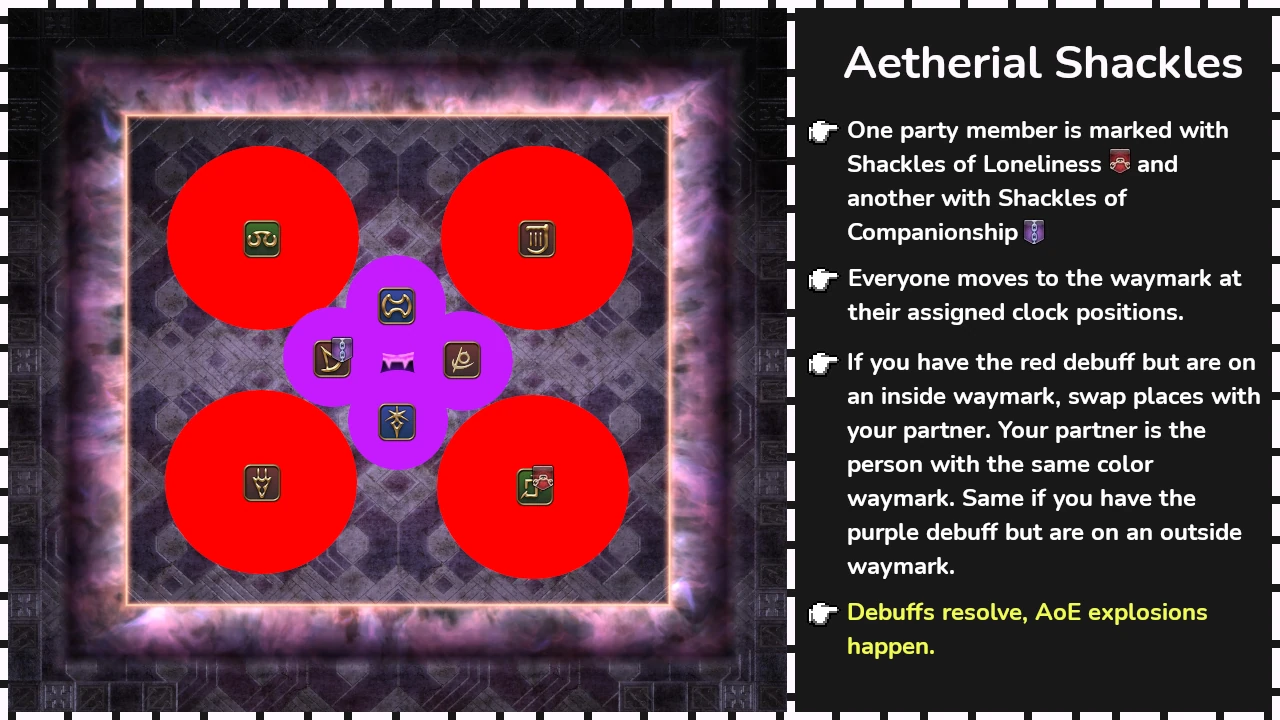 Aetherial Shackles
One party member is marked with
Shackles of Loneliness and
another with Shackles of
Companionship
Everyone moves to the waymark at
their assigned clock positions.
If you have the red debuff but are on
an inside waymark, swap places with
your partner. Your partner is the
person with the same color
waymark. Same if you have the
purple debuff but are on an outside
waymark.
Debuffs resolve, AoE explosions
happen.